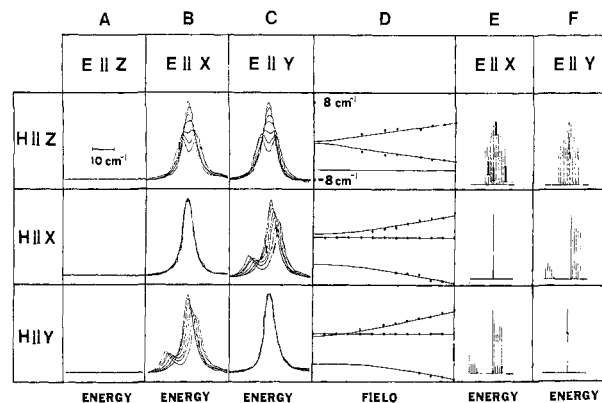 A B C D E F
E || Z E || X E || Y E || X E || Y
H || Z
10 cm⁻¹
8 cm⁻¹
-8 cm⁻¹
H || X
H || Y
ENERGY ENERGY ENERGY FIELD ENERGY ENERGY